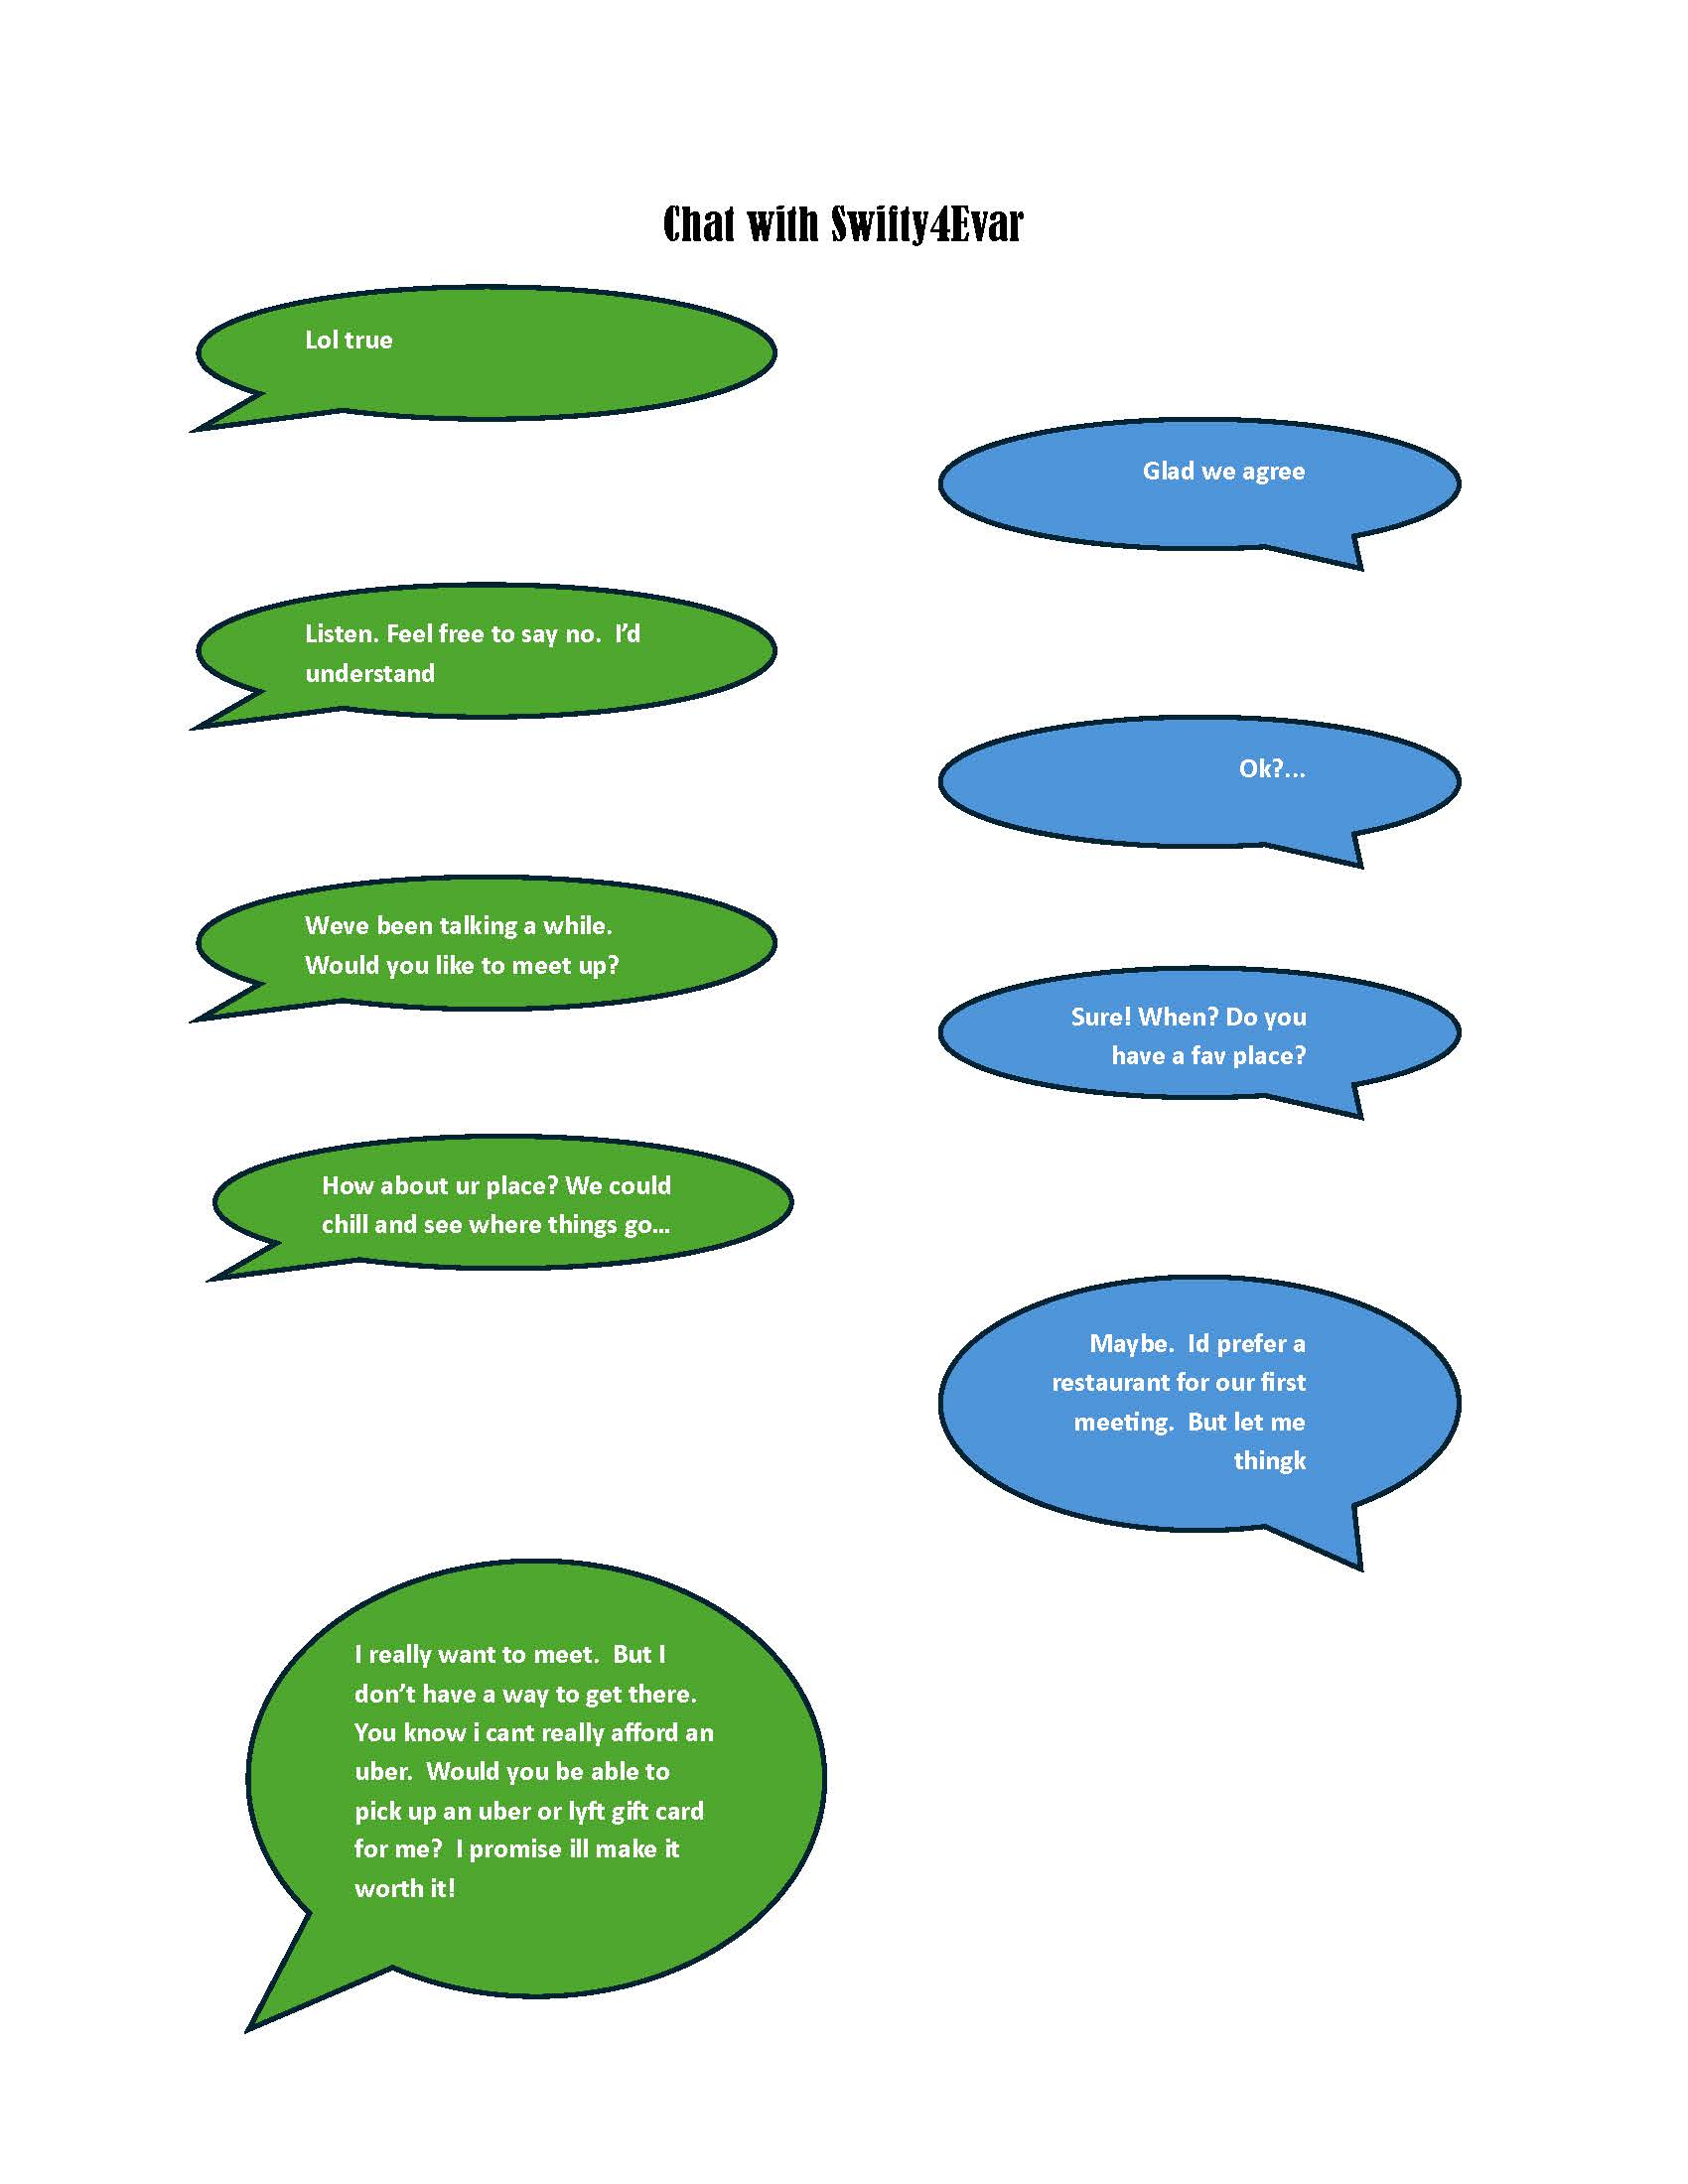 Chat with Swifty4Evar
Lol true
Glad we agree
Listen. Feel free to say no.  I'd
understand
Ok?...
Weve been talking a while.
Would you like to meet up?
Sure! When? Do you
have a fav place?
How about ur place? We could
chill and see where things go...
Maybe.  Id prefer a
restaurant for our first
meeting.  But let me
thingk
I really want to meet.  But I
don't have a way to get there.
You know i cant really afford an
uber.  Would you be able to
pick up an uber or lyft gift card
for me?  I promise ill make it
worth it!